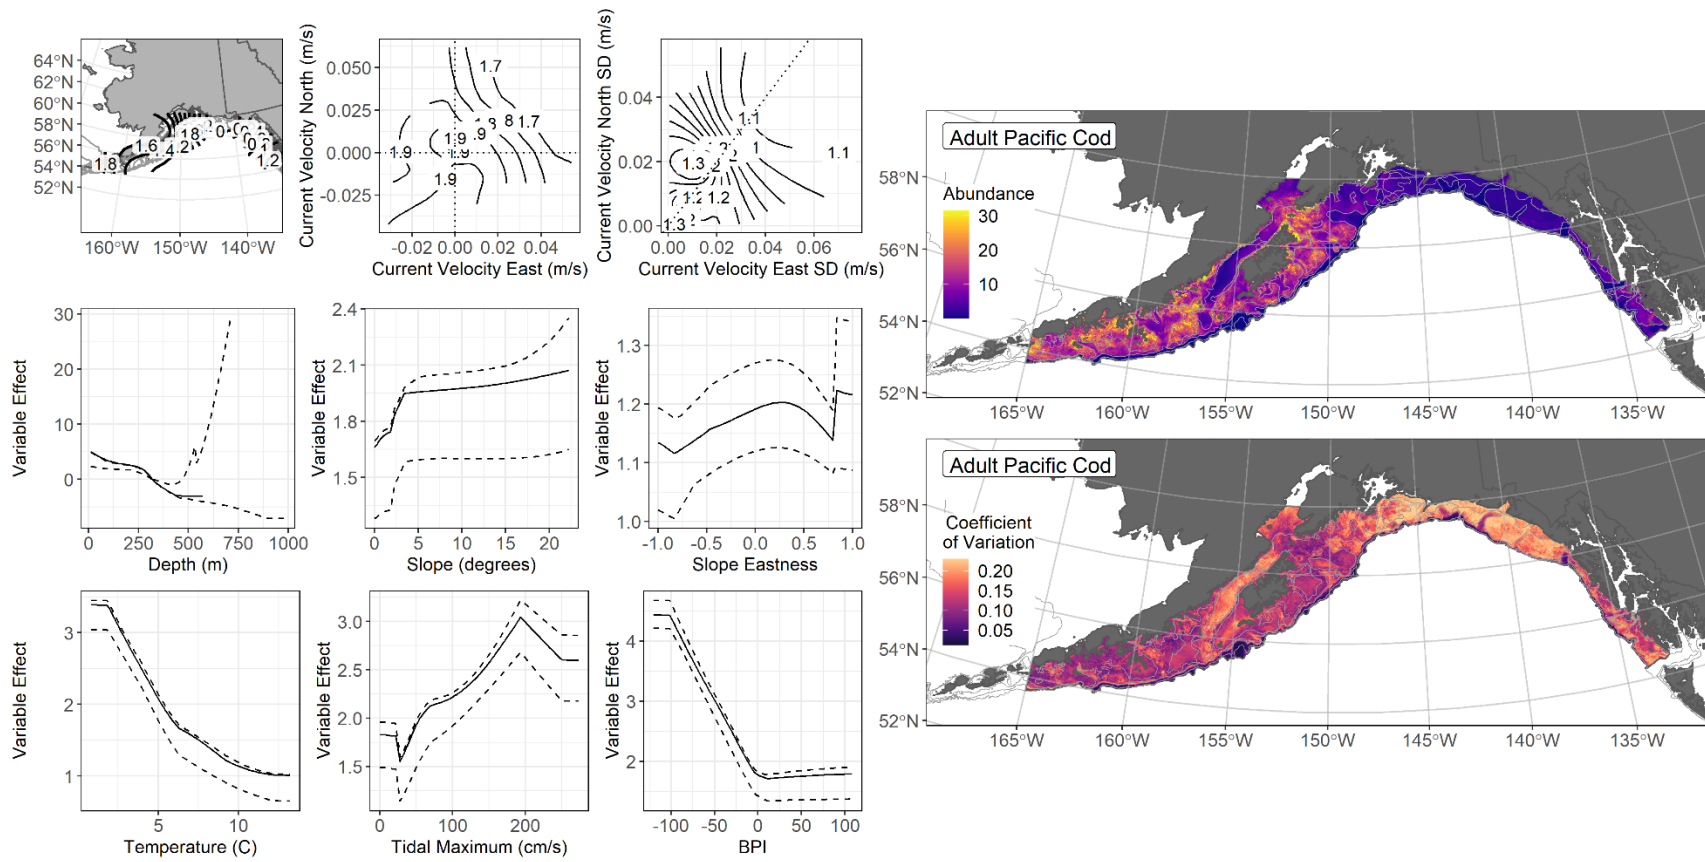 64°N
62°N
60°N
58°N
56°N
54°N
52°N
160°W 150°W 140°W
1.8 1.6 1.2
Current Velocity North (m/s)
0.050
0.025
0.000
-0.025
-0.02 0.00 0.02 0.04
Current Velocity East (m/s)
1.7
1.7
1.9
1.9
1.9
Current Velocity North SD (m/s)
0.04
0.02
0.00
0.00 0.02 0.04 0.06
Current Velocity East SD (m/s)
1.1
1 1.1
1.3
1.2
1.3
Variable Effect
30
20
10
0
0 250 500 750 1000
Depth (m)
Variable Effect
2.4
2.1
1.8
1.5
0 5 10 15 20
Slope (degrees)
Variable Effect
1.3
1.2
1.1
1.0
-1.0 -0.5 0.0 0.5 1.0
Slope Eastness
Variable Effect
3
2
1
5 10
Temperature (C)
Variable Effect
3.0
2.5
2.0
1.5
0 100 200
Tidal Maximum (cm/s)
Variable Effect
4
2
-100 -50 0 50 100
BPI
Adult Pacific Cod
Abundance
30
20
10
58°N
56°N
54°N
52°N
165°W 160°W 155°W 150°W 145°W 140°W 135°W
Adult Pacific Cod
Coefficient
of Variation
0.20
0.15
0.10
0.05
58°N
56°N
54°N
52°N
165°W 160°W 155°W 150°W 145°W 140°W 135°W